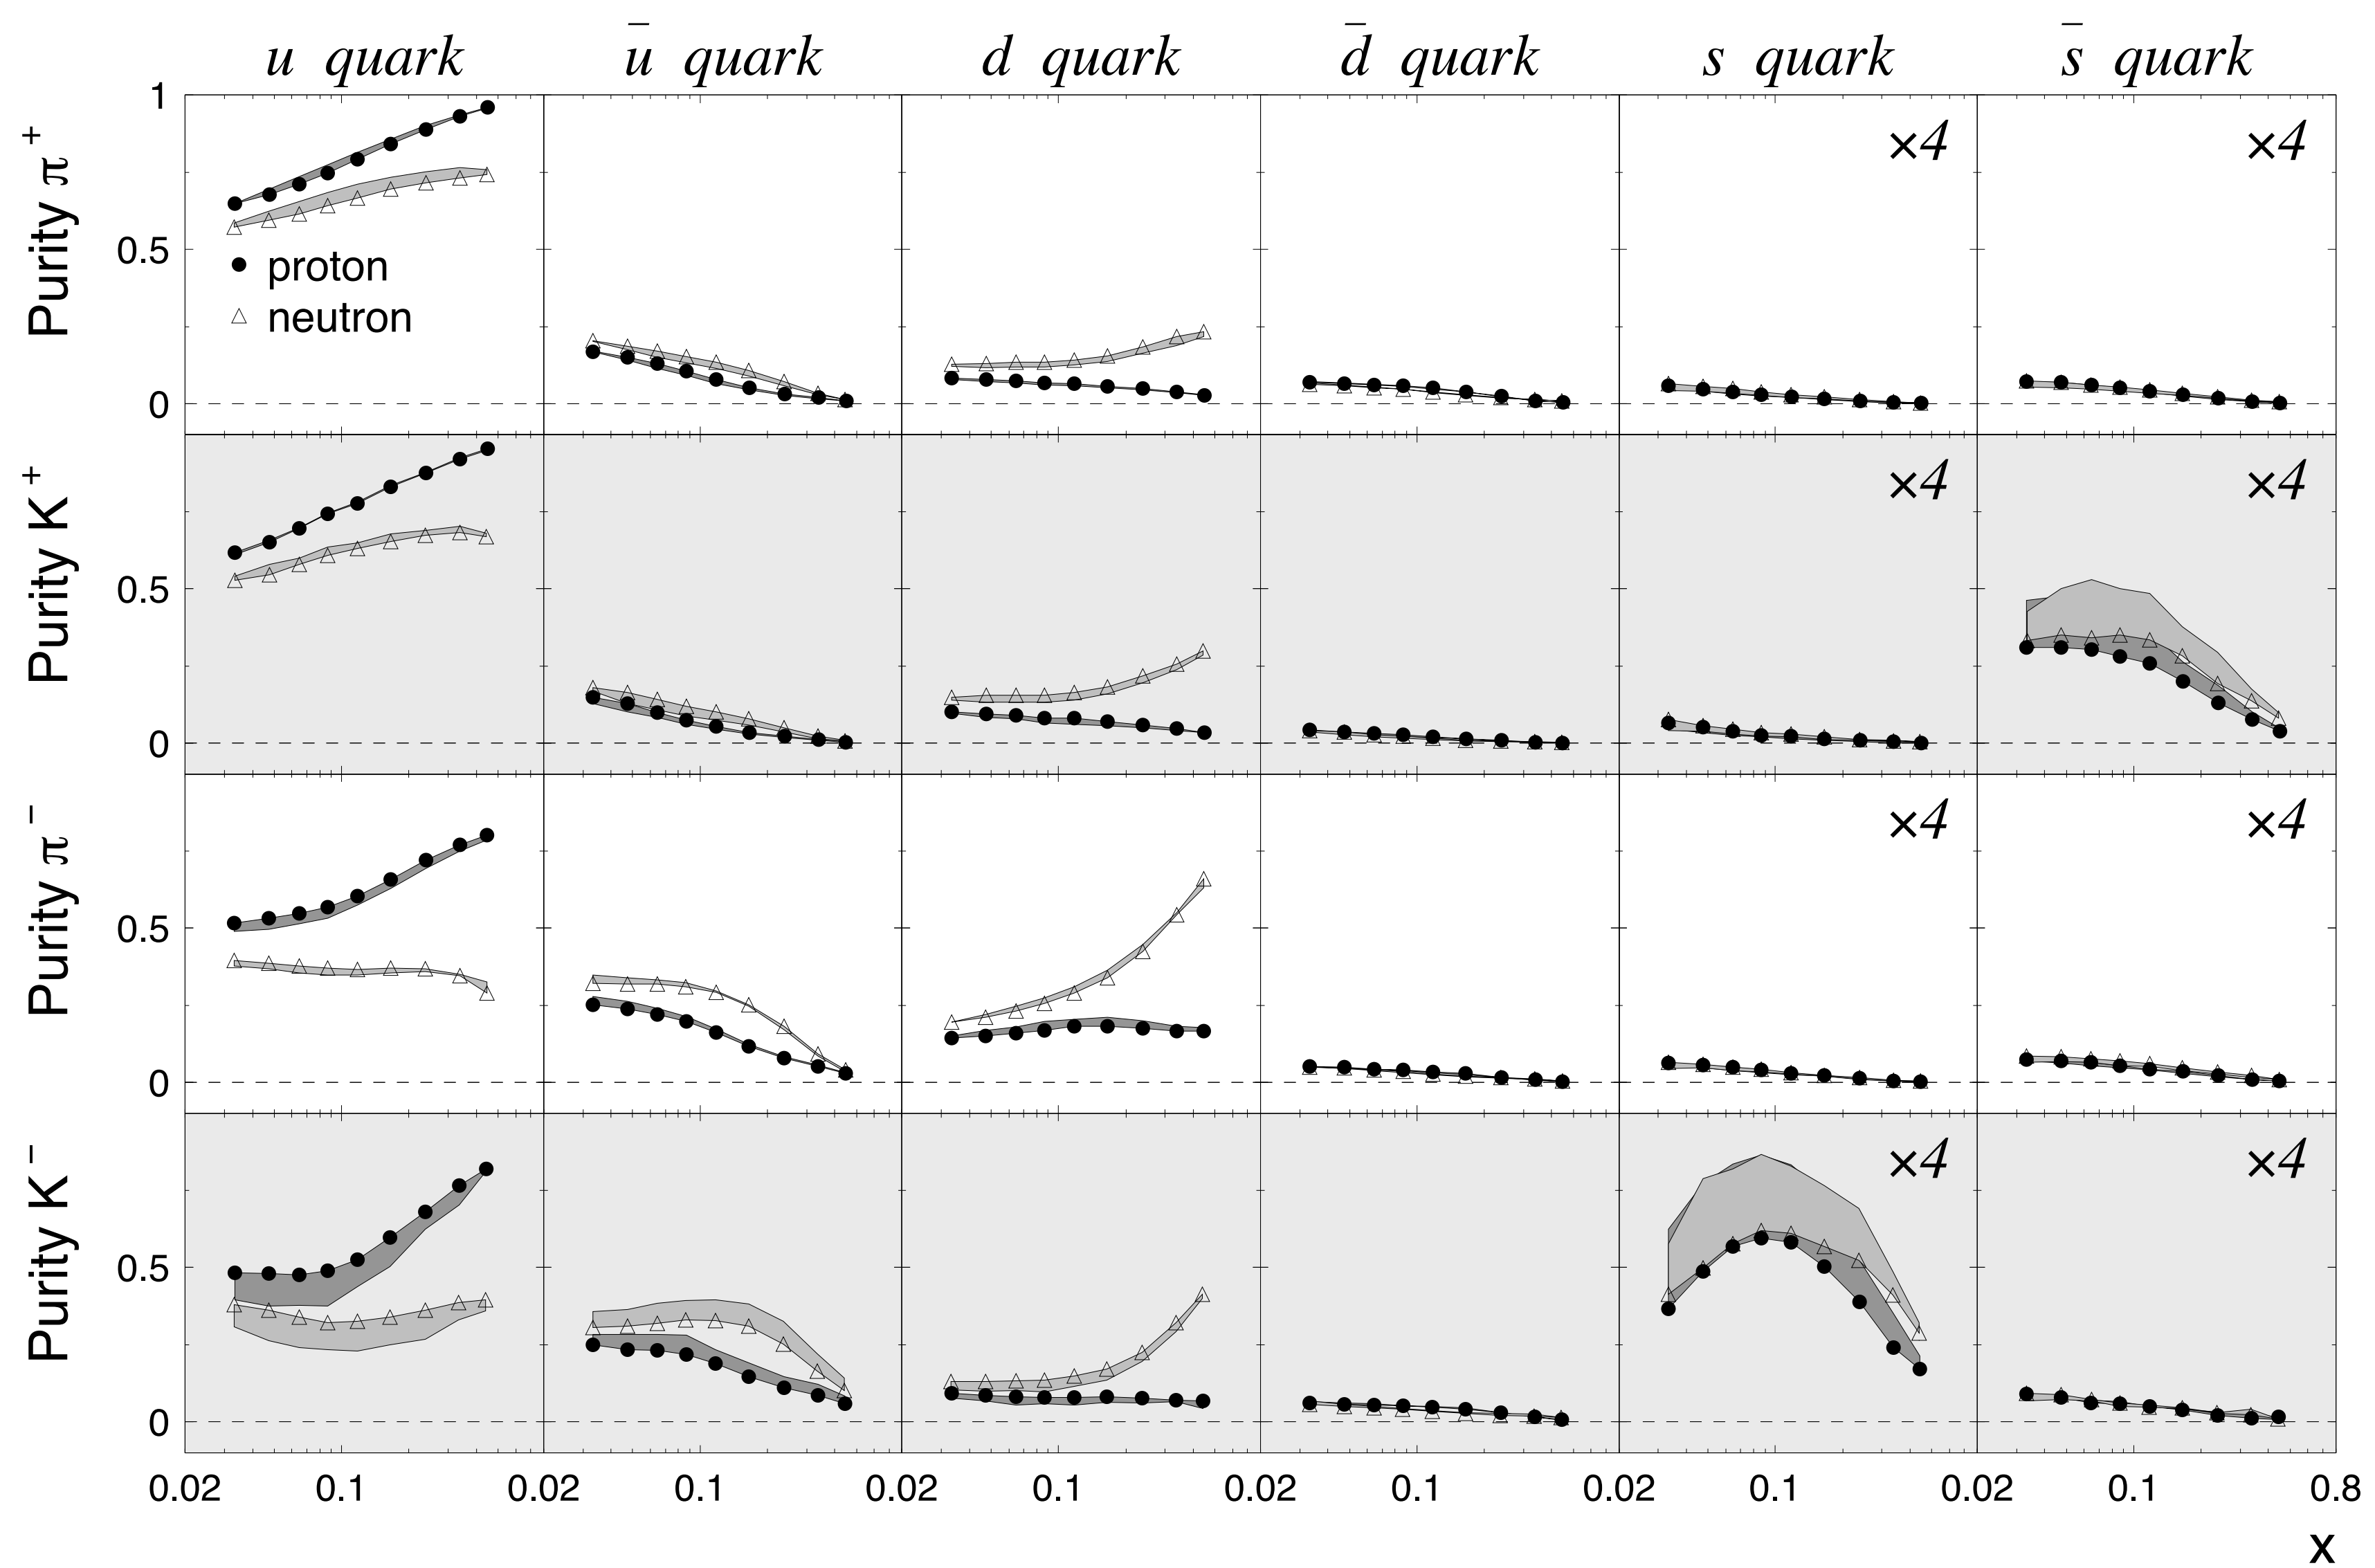 u quark ū quark d quark d̄ quark s quark s̄ quark
Purity π⁺
1
0.5
0
proton
neutron
×4
×4
Purity K⁺
0.5
0
×4
×4
Purity π⁻
0.5
0
×4
×4
Purity K⁻
0.5
0
×4
×4
0.02 0.1 0.02 0.1 0.02 0.1 0.02 0.1 0.02 0.1 0.02 0.1 0.8
x